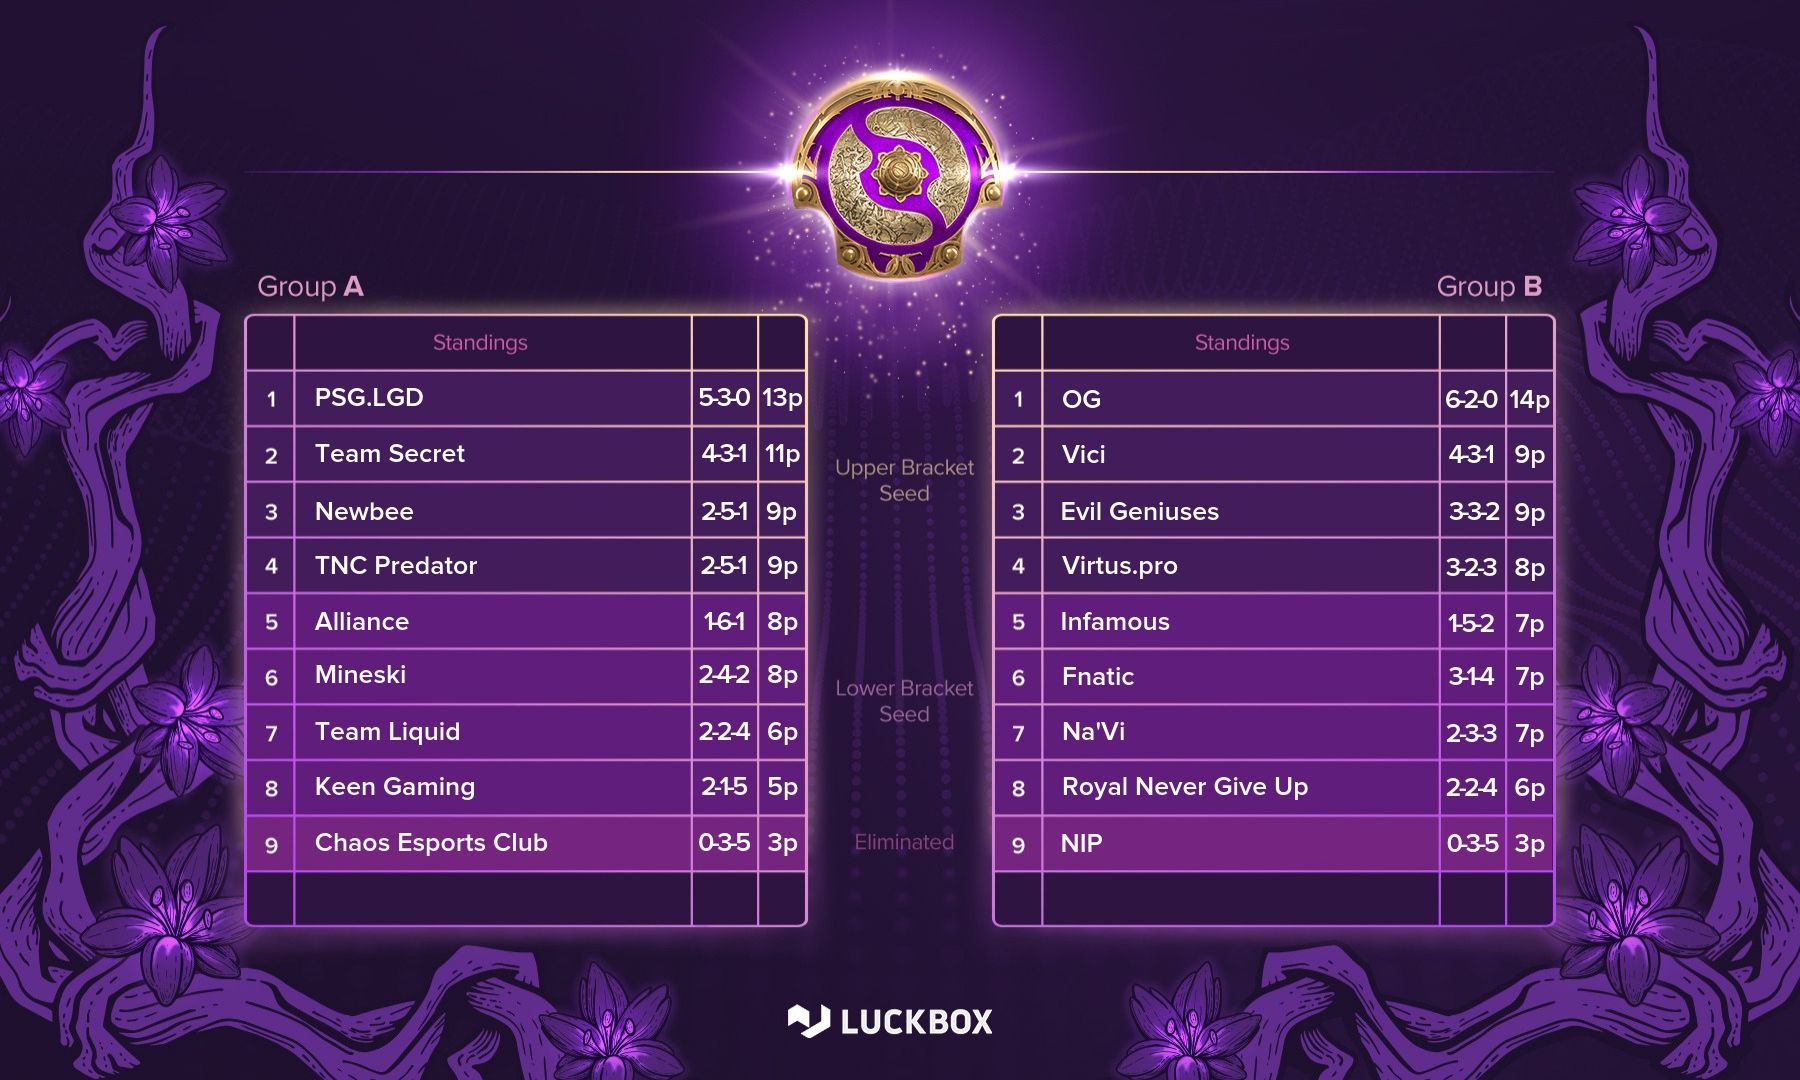 Group A
Standings
1 PSG.LGD 5-3-0 13p
2 Team Secret 4-3-1 11p
3 Newbee 2-5-1 9p
4 TNC Predator 2-5-1 9p
5 Alliance 1-6-1 8p
6 Mineski 2-4-2 8p
7 Team Liquid 2-2-4 6p
8 Keen Gaming 2-1-5 5p
9 Chaos Esports Club 0-3-5 3p
Upper Bracket
Seed
Lower Bracket
Seed
Eliminated
Group B
Standings
1 OG 6-2-0 14p
2 Vici 4-3-1 9p
3 Evil Geniuses 3-3-2 9p
4 Virtus.pro 3-2-3 8p
5 Infamous 1-5-2 7p
6 Fnatic 3-1-4 7p
7 Na'Vi 2-3-3 7p
8 Royal Never Give Up 2-2-4 6p
9 NIP 0-3-5 3p
LUCKBOX